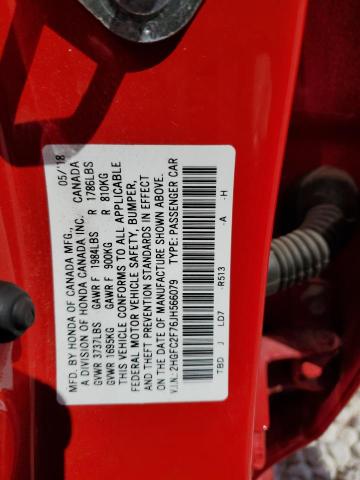 MFD. BY HONDA OF CANADA MFG., 05/18
A DIVISION OF HONDA CANADA INC. CANADA
GVWR 3737LBS GAWR F 1984LBS R 1786LBS
GVWR 1695KG GAWR F 900KG R 810KG
THIS VEHICLE CONFORMS TO ALL APPLICABLE
FEDERAL MOTOR VEHICLE SAFETY, BUMPER,
AND THEFT PREVENTION STANDARDS IN EFFECT
ON THE DATE OF MANUFACTURE SHOWN ABOVE.
V.I.N.: 2HGFC2F76JH566079 TYPE: PASSENGER CAR
TBD J LD7 -R513 -A -H